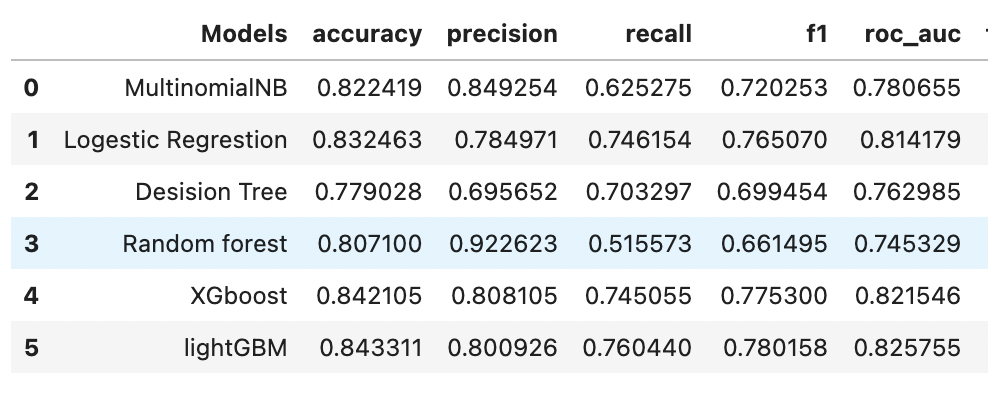 Models accuracy precision recall f1 roc_auc
0 MultinomialNB 0.822419 0.849254 0.625275 0.720253 0.780655
1 Logestic Regrestion 0.832463 0.784971 0.746154 0.765070 0.814179
2 Desision Tree 0.779028 0.695652 0.703297 0.699454 0.762985
3 Random forest 0.807100 0.922623 0.515573 0.661495 0.745329
4 XGboost 0.842105 0.808105 0.745055 0.775300 0.821546
5 lightGBM 0.843311 0.800926 0.760440 0.780158 0.825755